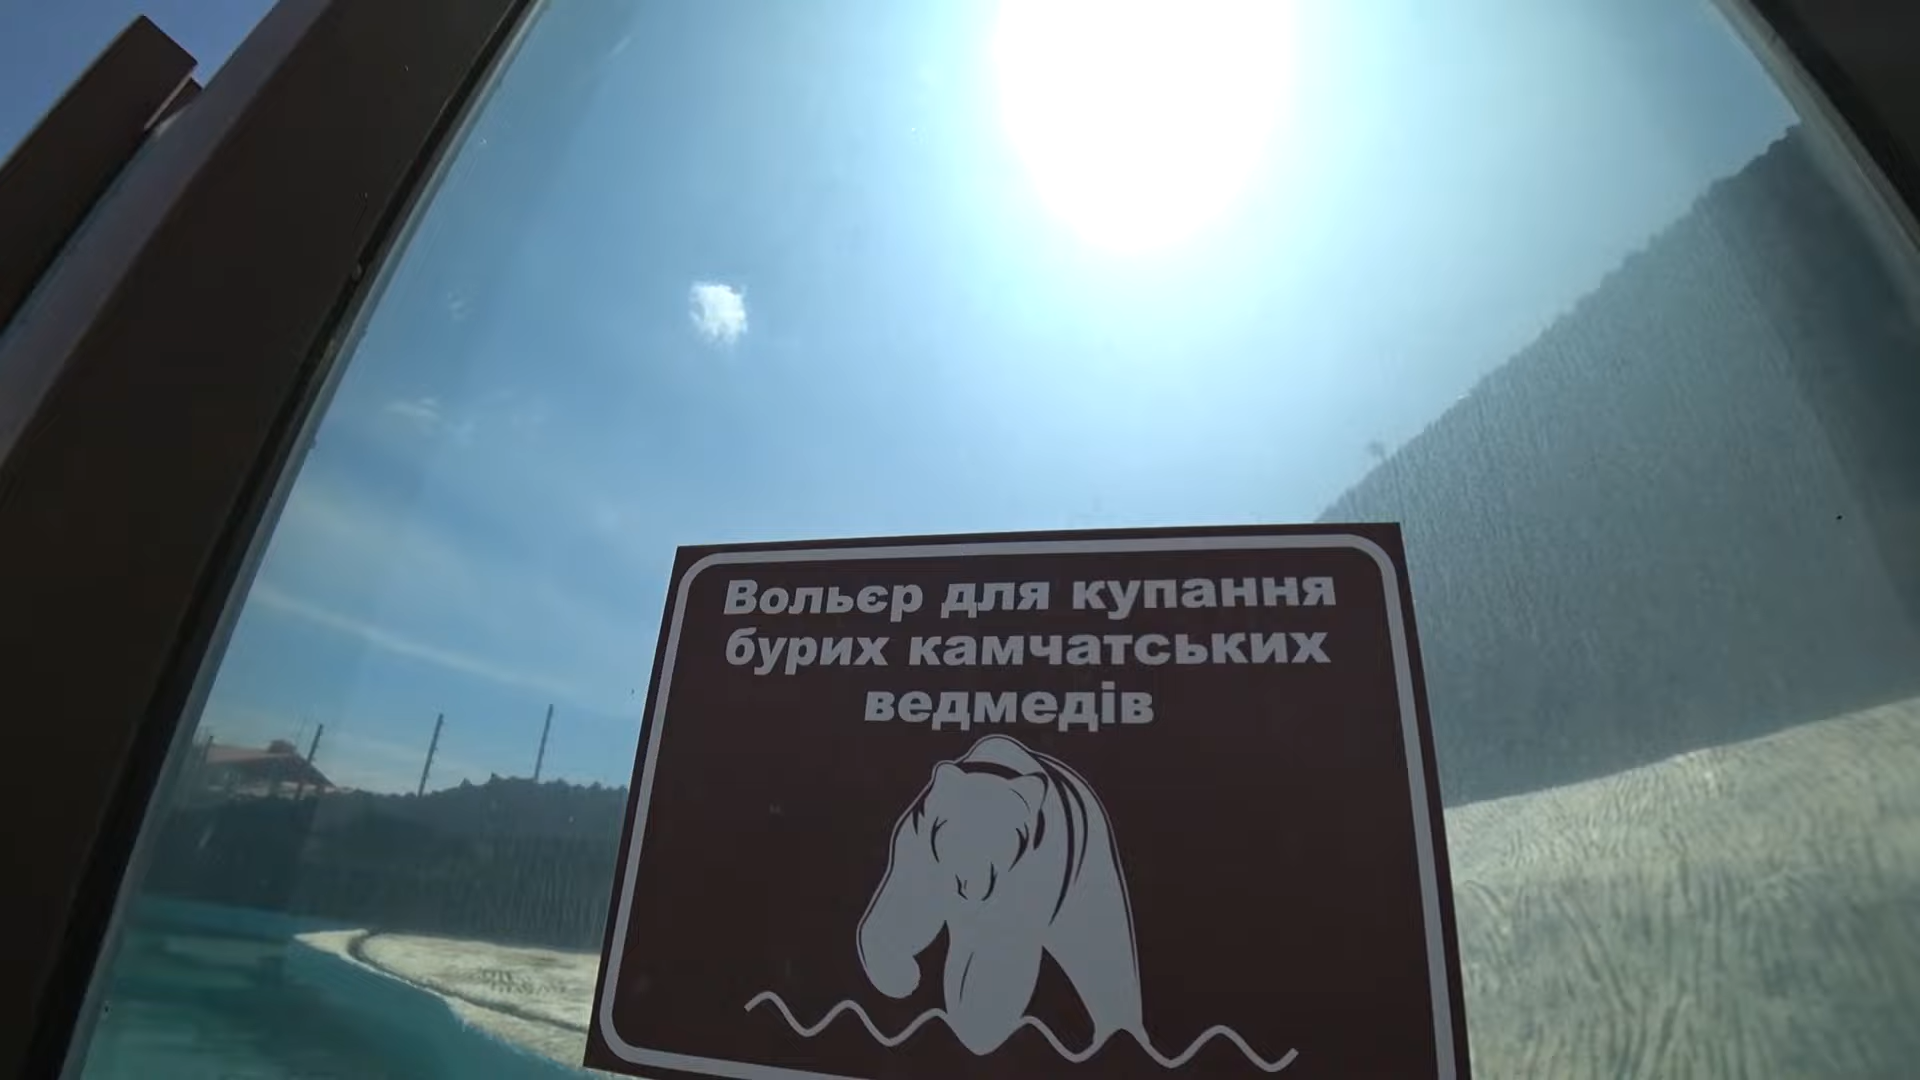 Вольєр для купання
бурих камчатських
ведмедів